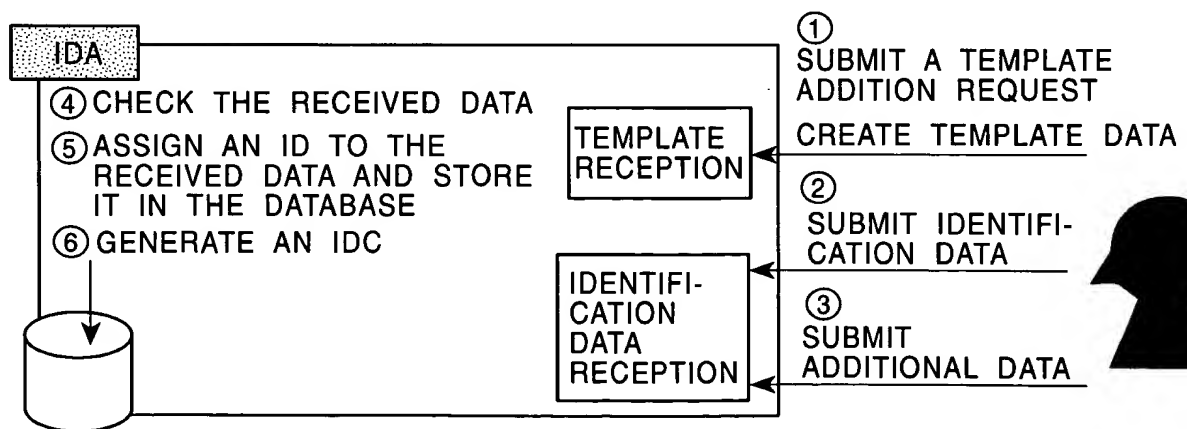 IDA
④ CHECK THE RECEIVED DATA
⑤ ASSIGN AN ID TO THE
RECEIVED DATA AND STORE
IT IN THE DATABASE
⑥ GENERATE AN IDC
TEMPLATE
RECEPTION
IDENTIFI-
CATION
DATA
RECEPTION
①
SUBMIT A TEMPLATE
ADDITION REQUEST
CREATE TEMPLATE DATA
②
SUBMIT IDENTIFI-
CATION DATA
③
SUBMIT
ADDITIONAL DATA